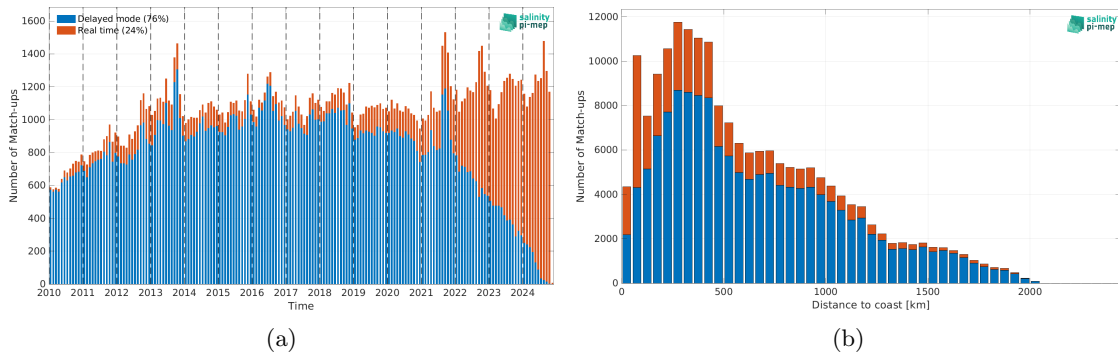 Delayed mode (76%)
Real time (24%)
salinity
pi-mep
Number of Match-ups
1600
1400
1200
1000
800
600
400
200
0
2010 2011 2012 2013 2014 2015 2016 2017 2018 2019 2020 2021 2022 2023 2024
Time
(a)
salinity
pi-mep
Number of Match-ups
12000
10000
8000
6000
4000
2000
0
0 500 1000 1500 2000
Distance to coast [km]
(b)